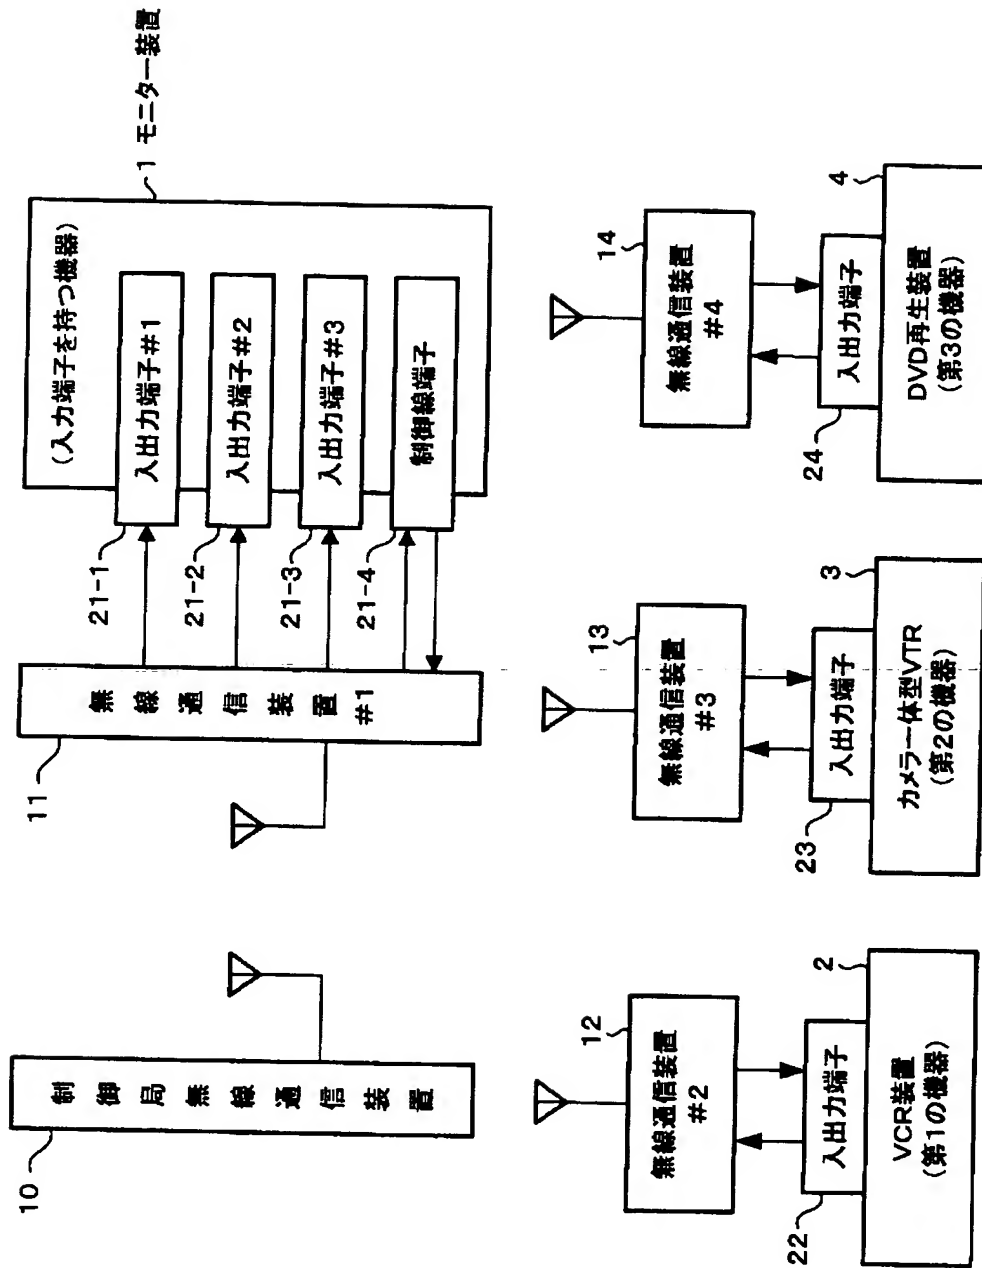 10
制御局無線通信装置
11
無線通信装置#1
21-1
21-2
21-3
21-4
(入力端子を持つ機器)
入出力端子#1
入出力端子#2
入出力端子#3
制御線端子
1 モニター装置
12
無線通信装置
#2
22
入出力端子
2
VCR装置
(第1の機器)
13
無線通信装置
#3
23
入出力端子
3
カメラ一体型VTR
(第2の機器)
14
無線通信装置
#4
24
入出力端子
4
DVD再生装置
(第3の機器)